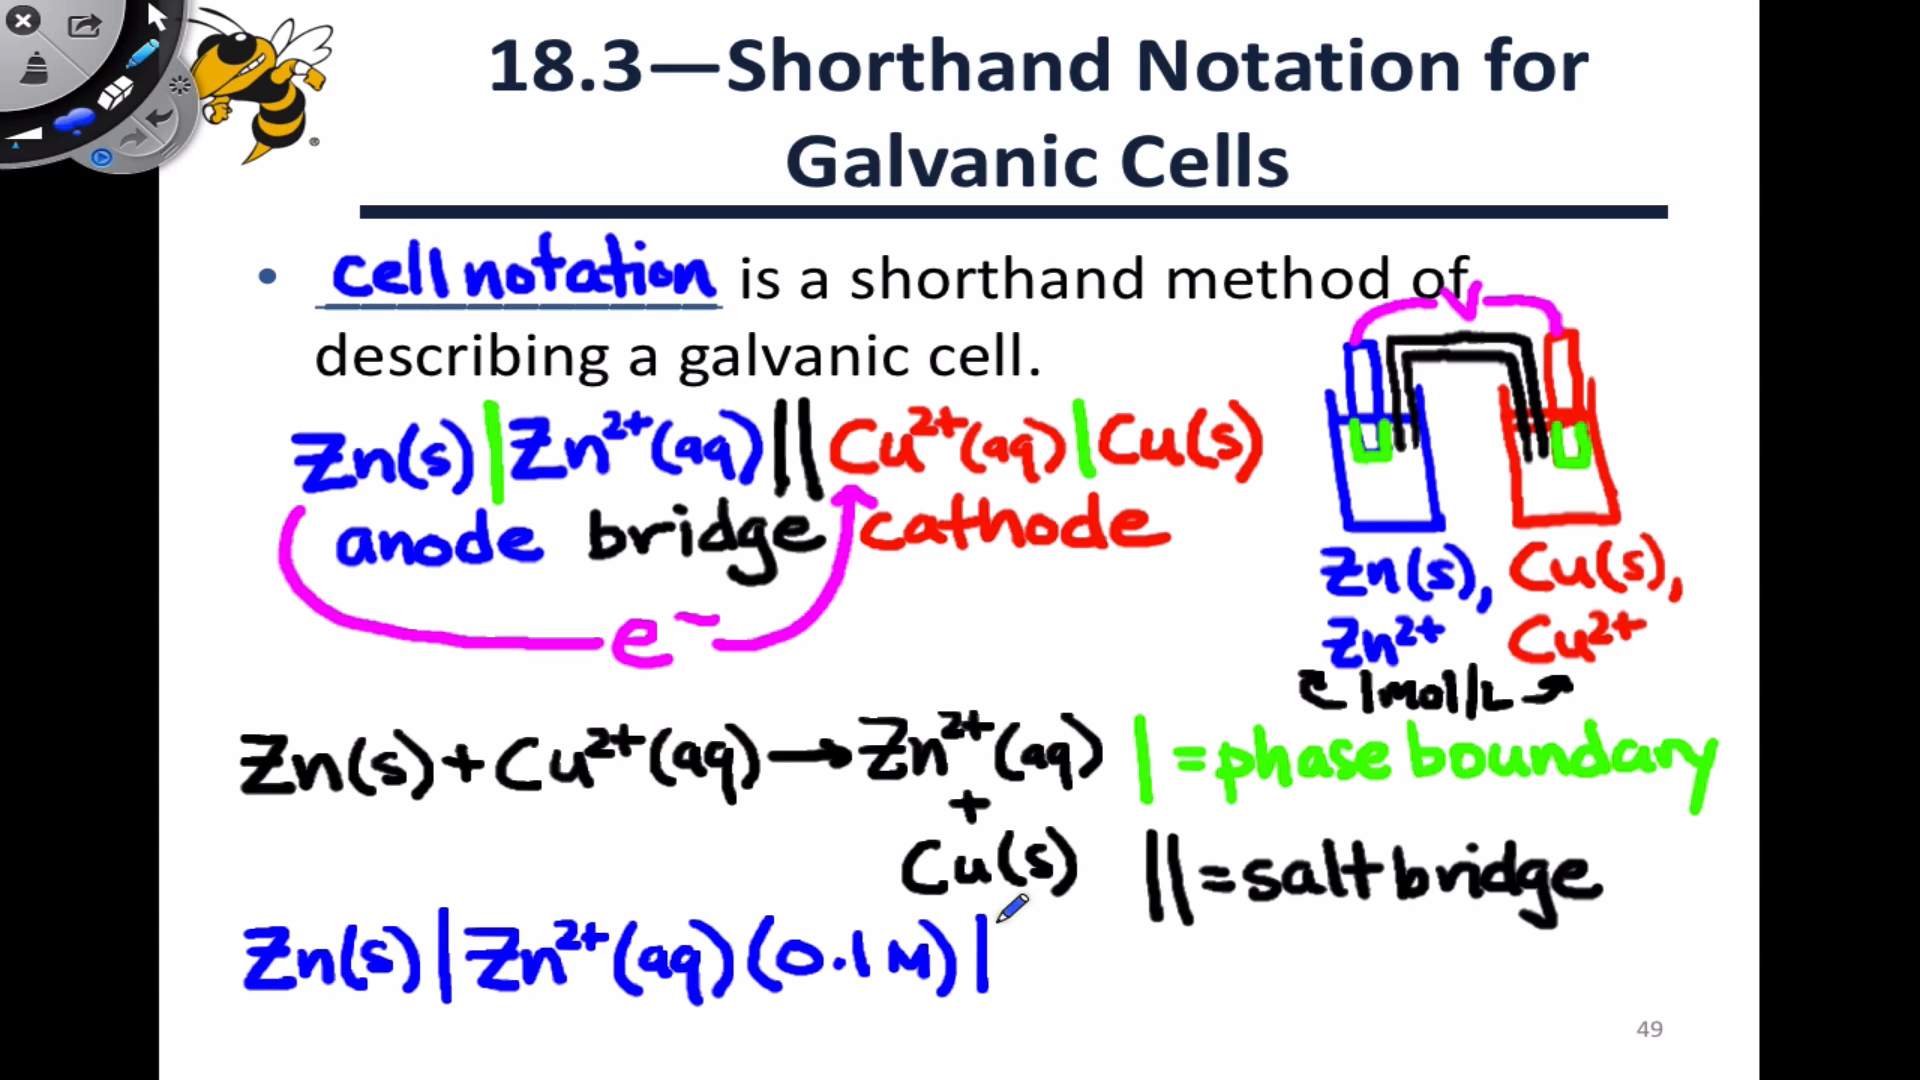 18.3—Shorthand Notation for
Galvanic Cells
• cell notation is a shorthand method of
describing a galvanic cell.
V
Zn(s)|Zn²⁺(aq)||Cu²⁺(aq)|Cu(s)
anode bridge cathode
e⁻
Zn(s), Cu(s),
Zn²⁺ Cu²⁺
1mol/L
Zn(s)+Cu²⁺(aq)→Zn²⁺(aq)
+
Cu(s)
| =phase boundary
||=salt bridge
Zn(s)|Zn²⁺(aq)(0.1M)|
49
®